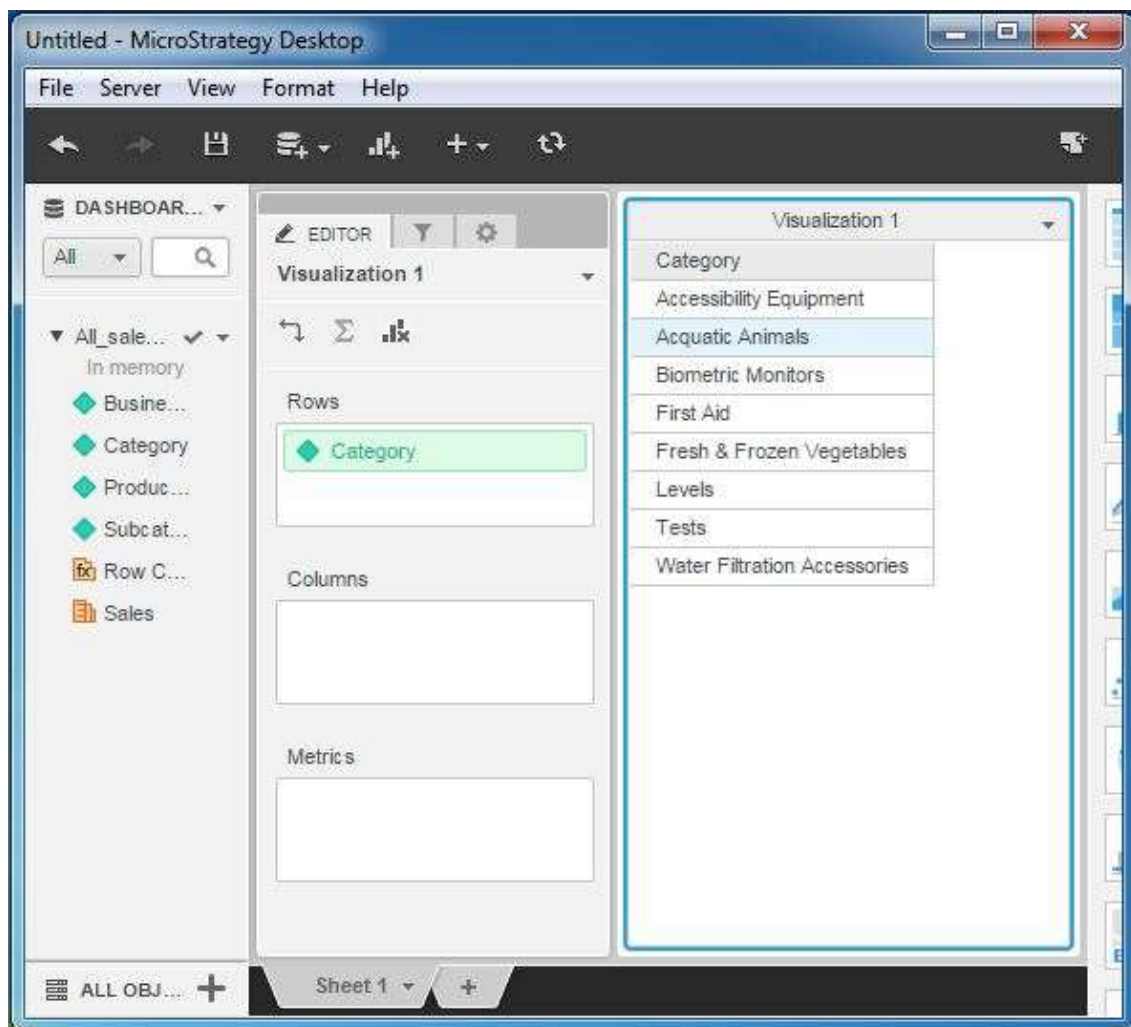 Untitled - MicroStrategy Desktop
File Server View Format Help
DASHBOAR...
All
All_sale...
In memory
Busine...
Category
Produc...
Subcat...
Row C...
Sales
ALL OBJ...
EDITOR
Visualization 1
Rows
Category
Columns
Metrics
Visualization 1
Category
Accessibility Equipment
Acquatic Animals
Biometric Monitors
First Aid
Fresh & Frozen Vegetables
Levels
Tests
Water Filtration Accessories
Sheet 1